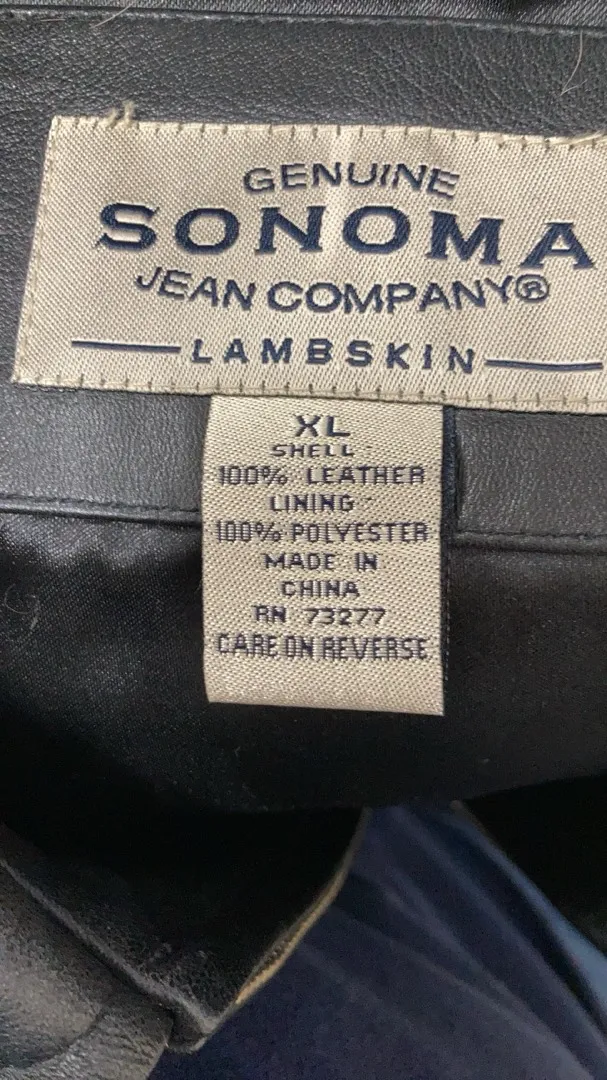 GENUINE
SONOMA
JEAN COMPANY®
LAMBSKIN
XL
SHELL -
100% LEATHER
LINING -
100% POLYESTER
MADE IN
CHINA
RN 73277
CARE ON REVERSE